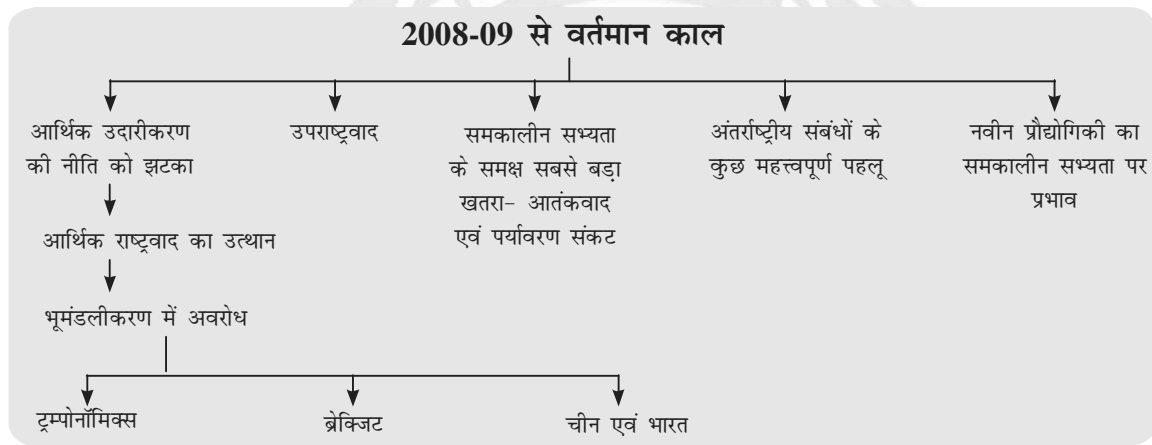 2008-09 से वर्तमान काल
आर्थिक उदारीकरण
की नीति को झटका
उपराष्ट्रवाद
समकालीन सभ्यता
के समक्ष सबसे बड़ा
खतरा- आतंकवाद
एवं पर्यावरण संकट
अंतर्राष्ट्रीय संबंधों के
कुछ महत्त्वपूर्ण पहलू
नवीन प्रौद्योगिकी का
समकालीन सभ्यता पर
प्रभाव
आर्थिक राष्ट्रवाद का उत्थान
भूमंडलीकरण में अवरोध
ट्रम्पोनॉमिक्स
ब्रेक्जिट
चीन एवं भारत